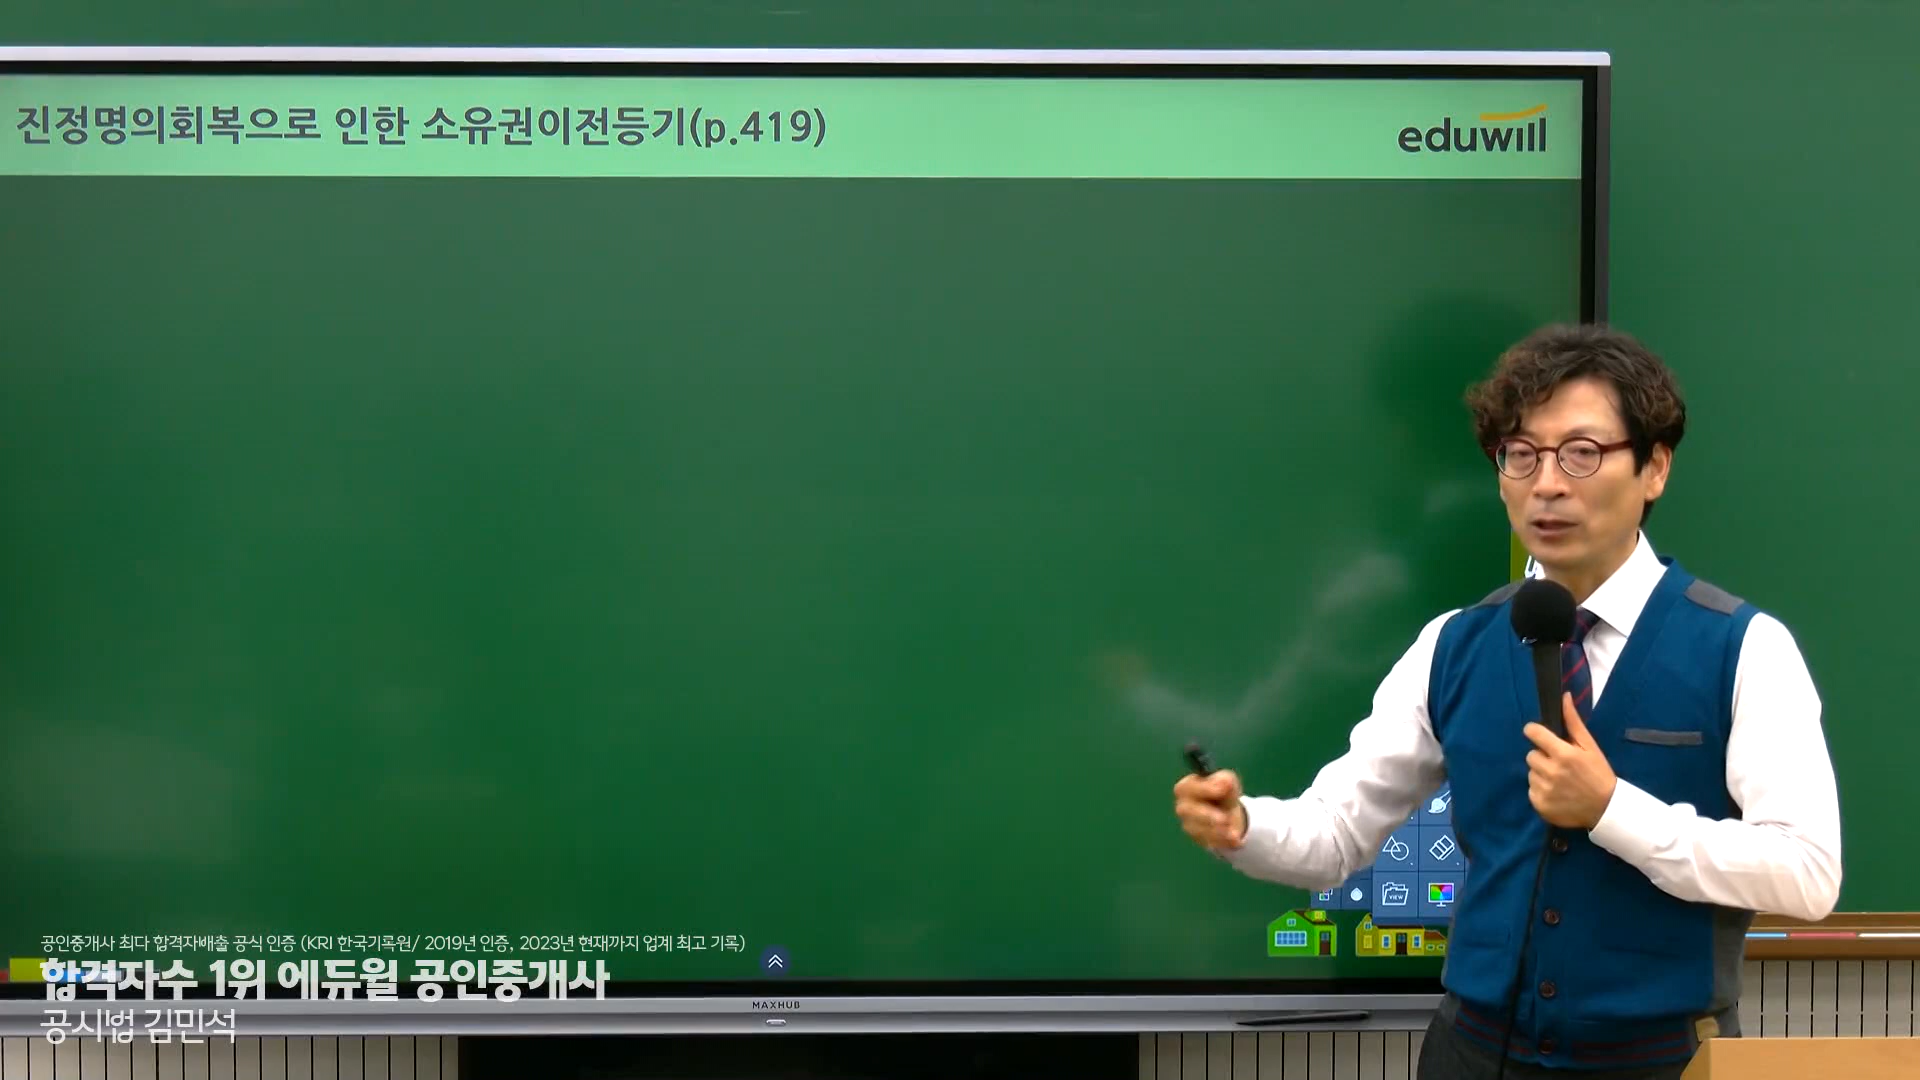 진정명의회복으로 인한 소유권이전등기(p.419)
eduwill
VIEW
공인중개사 최다 합격자배출 공식 인증 (KRI 한국기록원/ 2019년 인증, 2023년 현재까지 업계 최고 기록)
합격자수 1위 에듀윌 공인중개사
공시법 김민석
MAXHUB